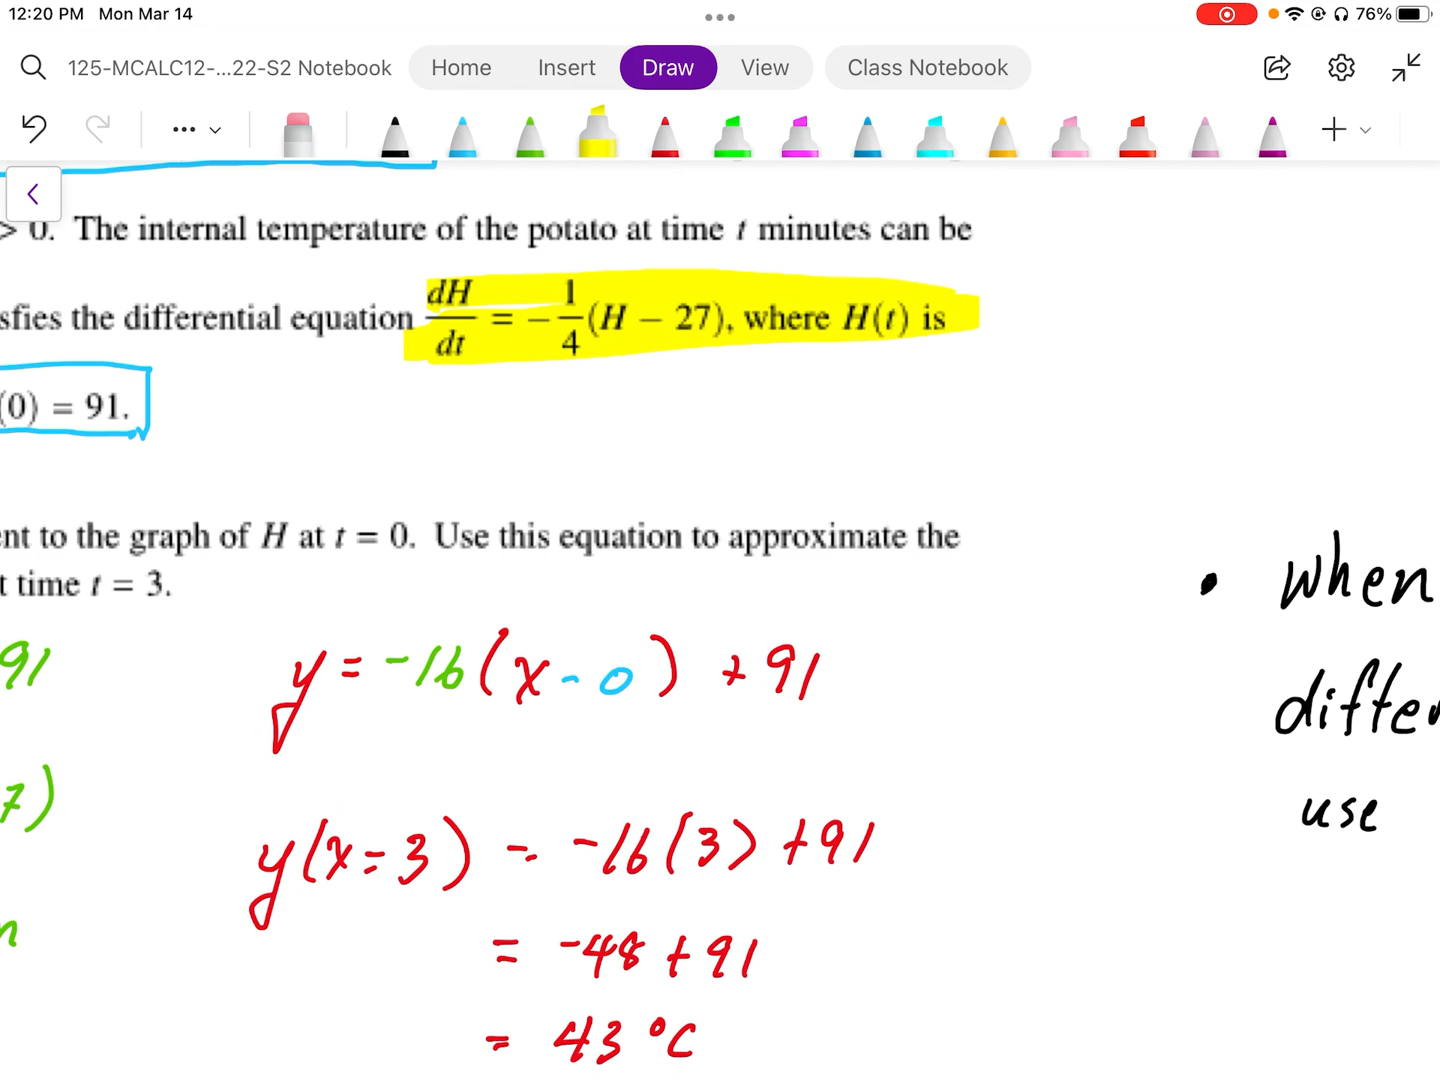 12:20 PM Mon Mar 14
76%
125-MCALC12-...22-S2 Notebook Home Insert Draw View Class Notebook
> 0. The internal temperature of the potato at time t minutes can be
sfies the differential equation dH/dt = -1/4(H − 27), where H(t) is
(0) = 91.
ent to the graph of H at t = 0. Use this equation to approximate the
t time t = 3.
• when
differ
use
91
y = -16(x-0) + 91
7)
y(x=3) = -16(3) + 91
n
= -48 + 91
= 43 °C